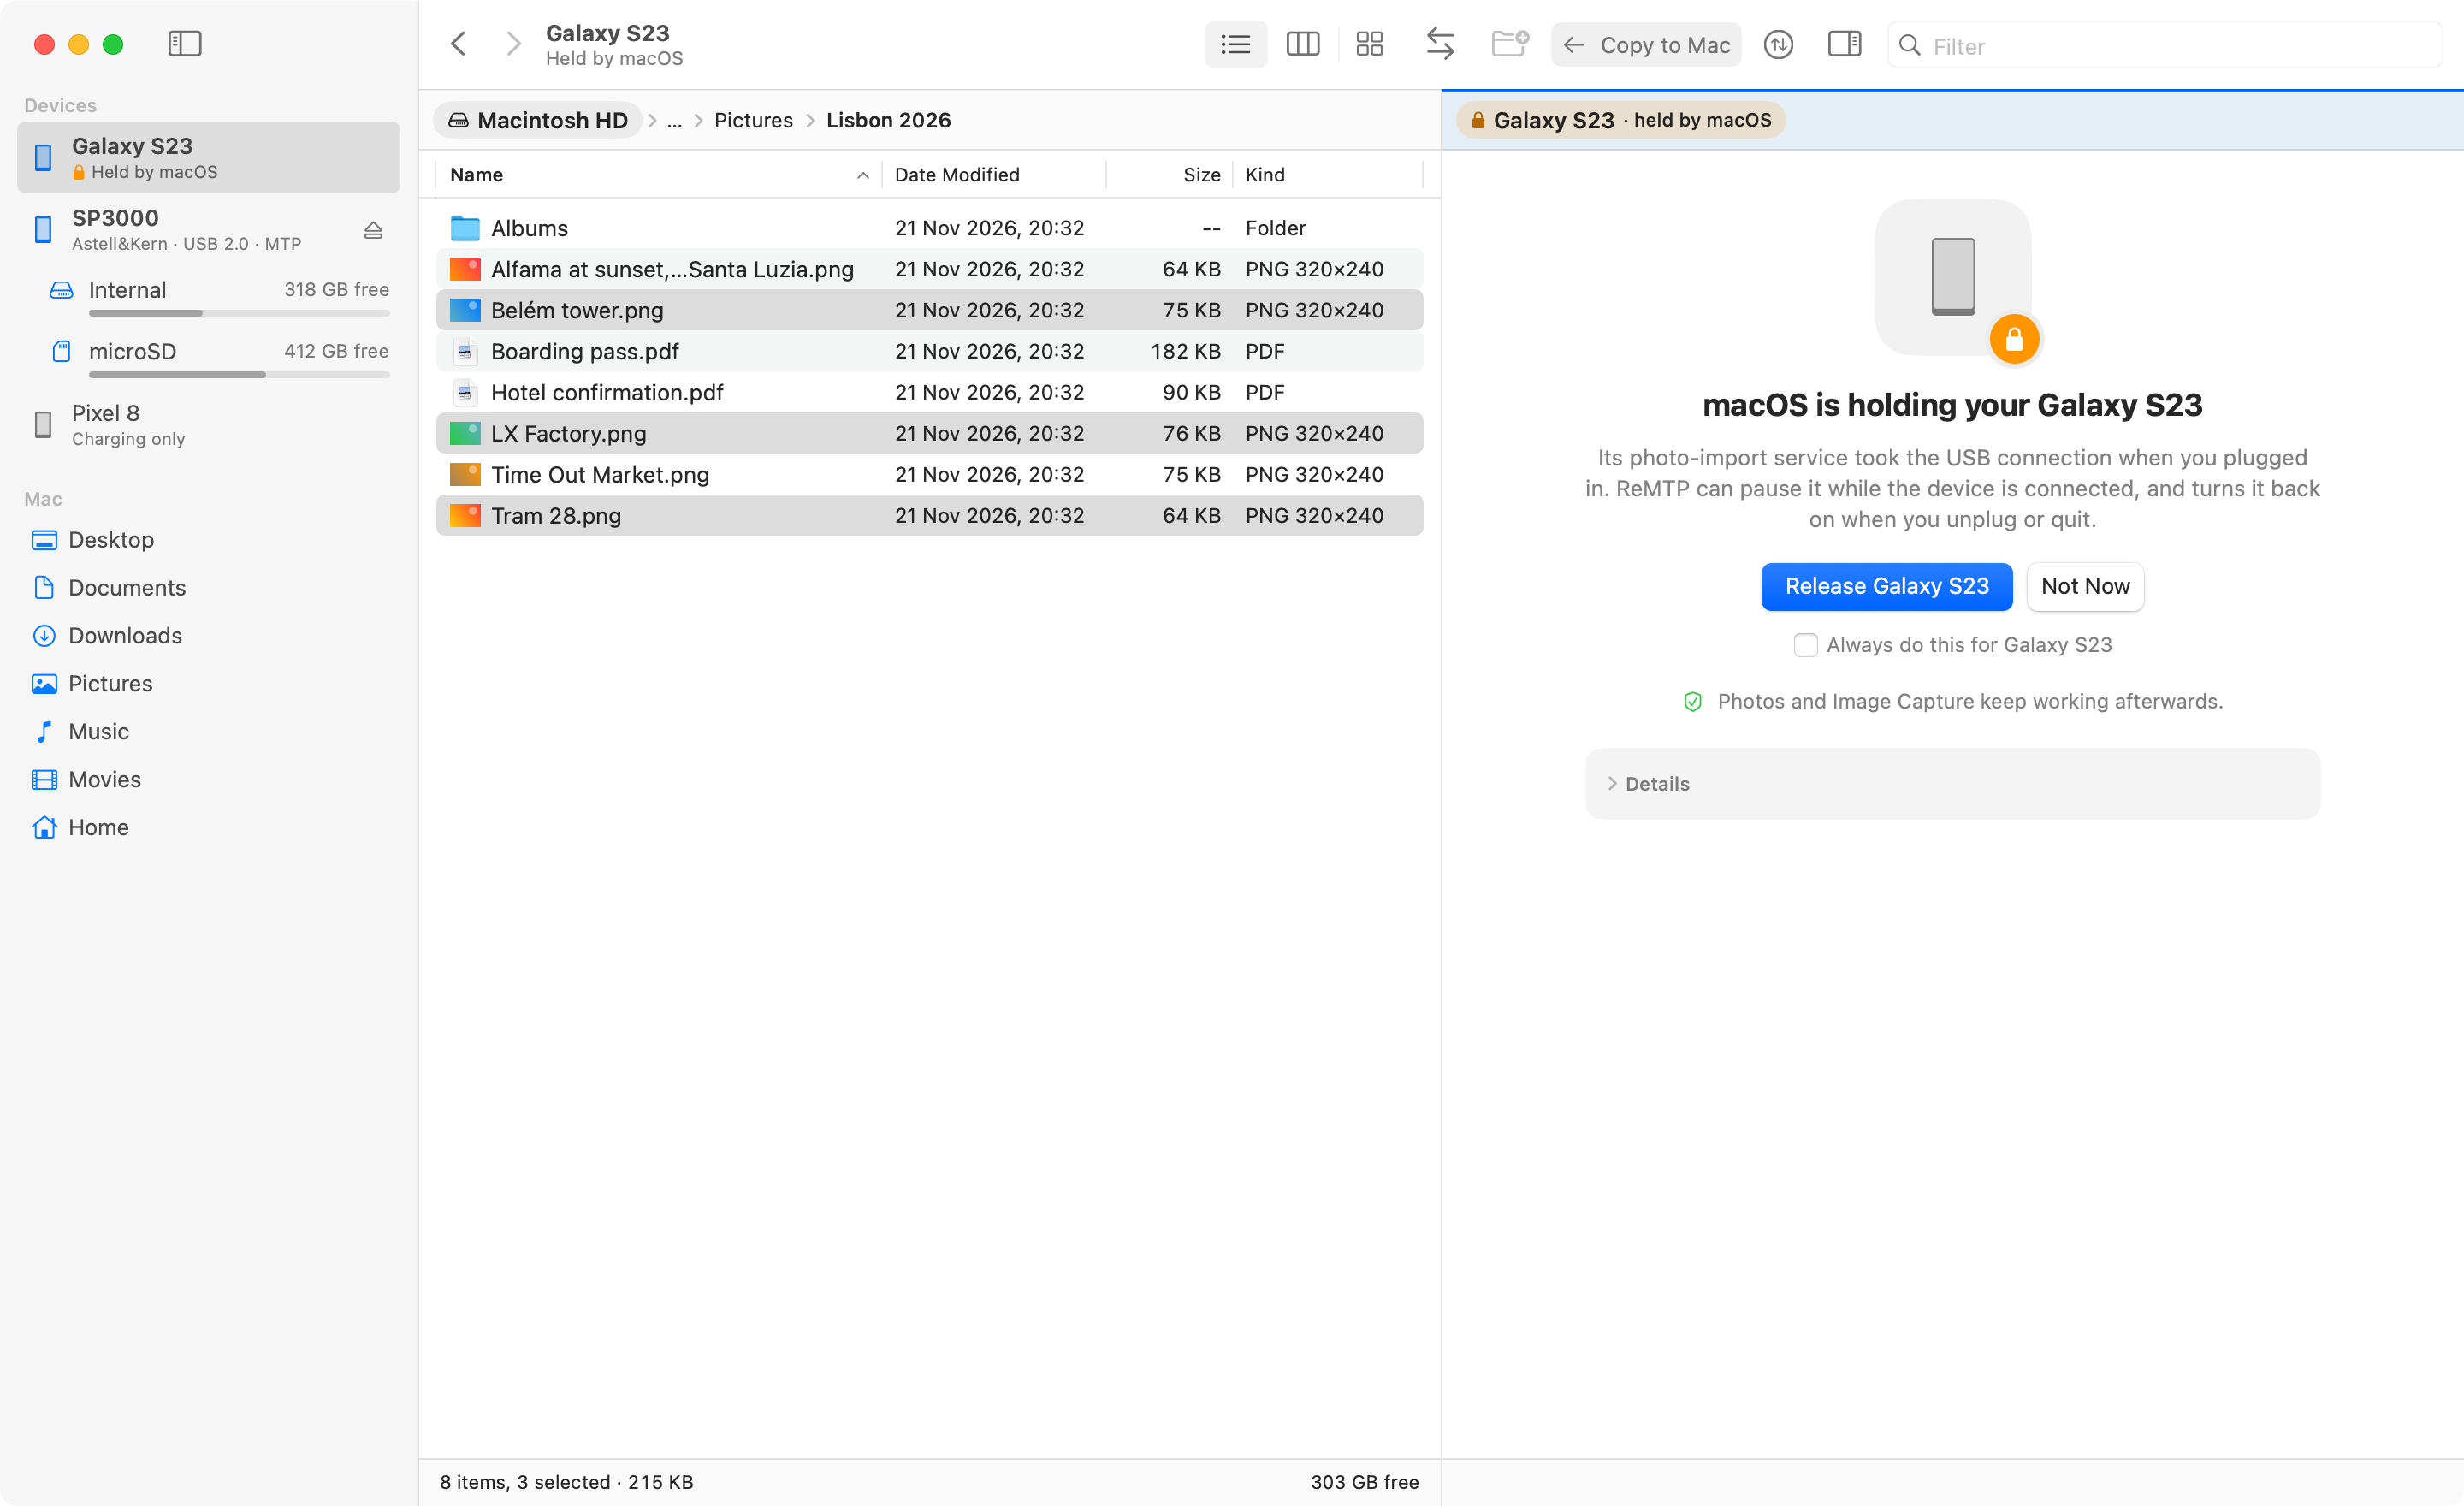 Devices
Galaxy S23
Held by macOS
SP3000
Astell&Kern · USB 2.0 · MTP
Internal 318 GB free
microSD 412 GB free
Pixel 8
Charging only
Mac
Desktop
Documents
Downloads
Pictures
Music
Movies
Home
Galaxy S23
Held by macOS
Copy to Mac
Filter
Macintosh HD › ... › Pictures › Lisbon 2026
Name Date Modified Size Kind
Albums 21 Nov 2026, 20:32 -- Folder
Alfama at sunset,...Santa Luzia.png 21 Nov 2026, 20:32 64 KB PNG 320×240
Belém tower.png 21 Nov 2026, 20:32 75 KB PNG 320×240
Boarding pass.pdf 21 Nov 2026, 20:32 182 KB PDF
Hotel confirmation.pdf 21 Nov 2026, 20:32 90 KB PDF
LX Factory.png 21 Nov 2026, 20:32 76 KB PNG 320×240
Time Out Market.png 21 Nov 2026, 20:32 75 KB PNG 320×240
Tram 28.png 21 Nov 2026, 20:32 64 KB PNG 320×240
8 items, 3 selected · 215 KB 303 GB free
Galaxy S23 · held by macOS
macOS is holding your Galaxy S23
Its photo-import service took the USB connection when you plugged
in. ReMTP can pause it while the device is connected, and turns it back
on when you unplug or quit.
Release Galaxy S23 Not Now
Always do this for Galaxy S23
Photos and Image Capture keep working afterwards.
Details